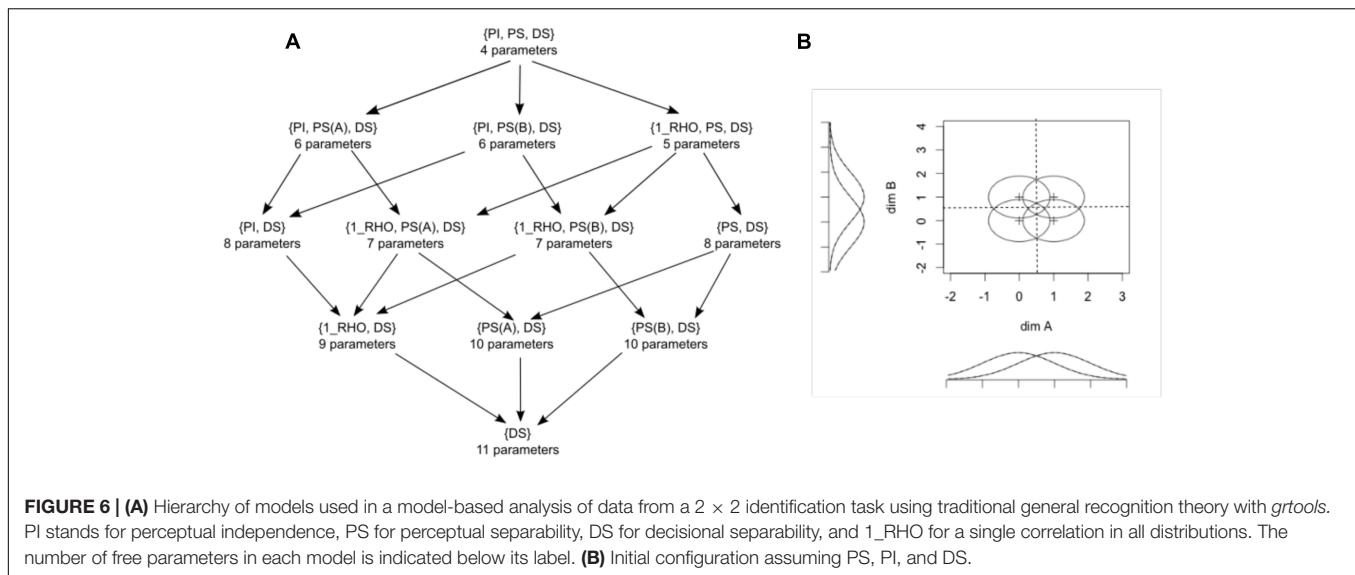 A
{PI, PS, DS}
4 parameters
{PI, PS(A), DS}
6 parameters
{PI, PS(B), DS}
6 parameters
{1_RHO, PS, DS}
5 parameters
{PI, DS}
8 parameters
{1_RHO, PS(A), DS}
7 parameters
{1_RHO, PS(B), DS}
7 parameters
{PS, DS}
8 parameters
{1_RHO, DS}
9 parameters
{PS(A), DS}
10 parameters
{PS(B), DS}
10 parameters
{DS}
11 parameters
B
dim B
4
3
2
1
0
-1
-2
-2 -1 0 1 2 3
dim A
FIGURE 6 | (A) Hierarchy of models used in a model-based analysis of data from a 2 × 2 identification task using traditional general recognition theory with grtools.
PI stands for perceptual independence, PS for perceptual separability, DS for decisional separability, and 1_RHO for a single correlation in all distributions. The
number of free parameters in each model is indicated below its label. (B) Initial configuration assuming PS, PI, and DS.